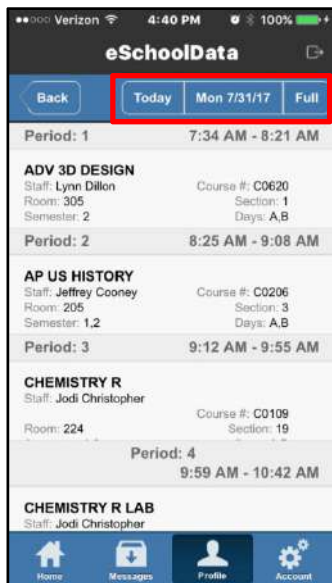 Verizon 4:40 PM 100%
eSchoolData
Back Today Mon 7/31/17 Full
Period: 1 7:34 AM - 8:21 AM
ADV 3D DESIGN
Staff: Lynn Dillon Course #: C0620
Room: 305 Section: 1
Semester: 2 Days: A,B
Period: 2 8:25 AM - 9:08 AM
AP US HISTORY
Staff: Jeffrey Cooney Course #: C0206
Room: 205 Section: 3
Semester: 1,2 Days: A,B
Period: 3 9:12 AM - 9:55 AM
CHEMISTRY R
Staff: Jodi Christopher
Course #: C0109
Room: 224 Section: 19
Period: 4
9:59 AM - 10:42 AM
CHEMISTRY R LAB
Staff: Jodi Christopher
Home Messages Profile Account